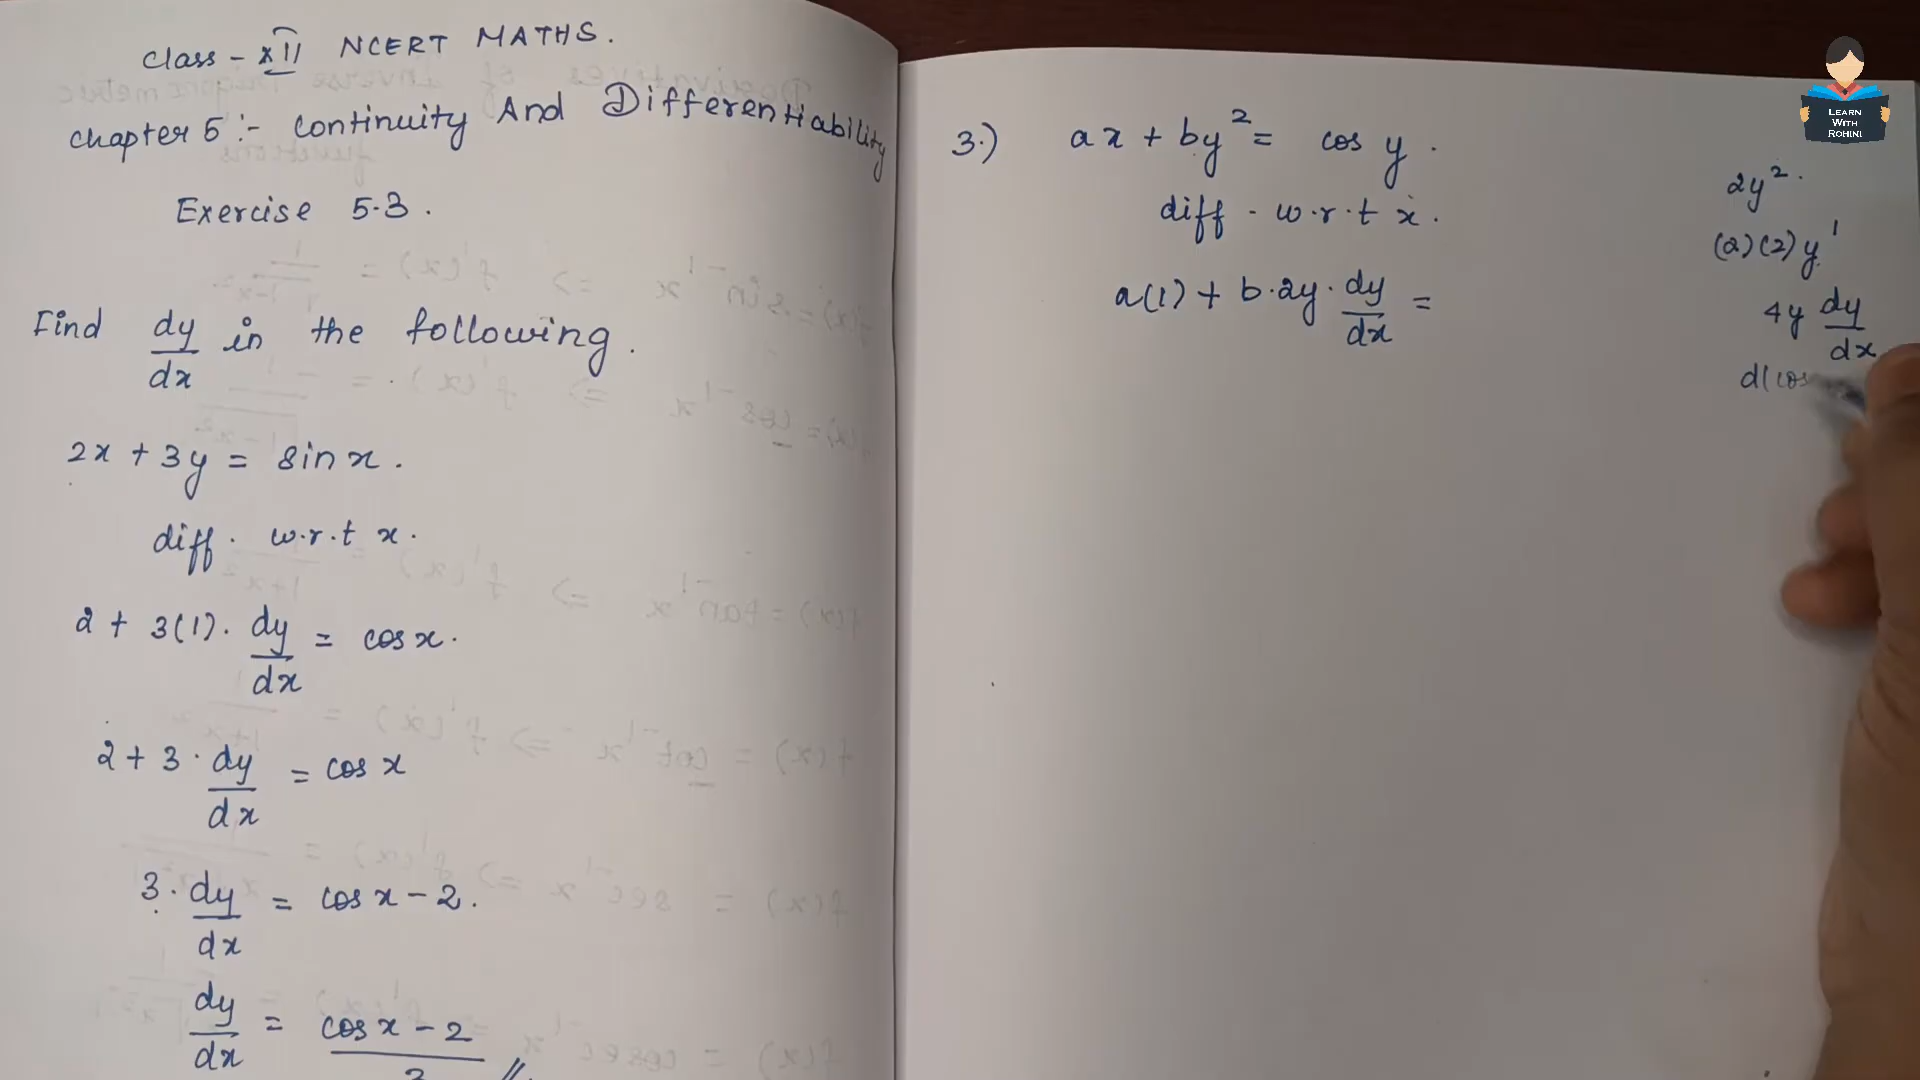 Class - XII NCERT MATHS.
Chapter 5 :- Continuity And Differentiability
Exercise 5.3.
Find dy/dx in the following.
2x + 3y = sin x.
diff. w.r.t x.
2 + 3(1). dy/dx = cos x.
2 + 3 . dy/dx = cos x
3 . dy/dx = cos x - 2.
dy/dx = cos x - 2 / 3 //
3.) ax + by² = cos y.
diff. w.r.t x.
a(1) + b.2y. dy/dx =
2y².
(2)(2)y¹
4y dy/dx
d(cos
LEARN
WITH
ROHINI